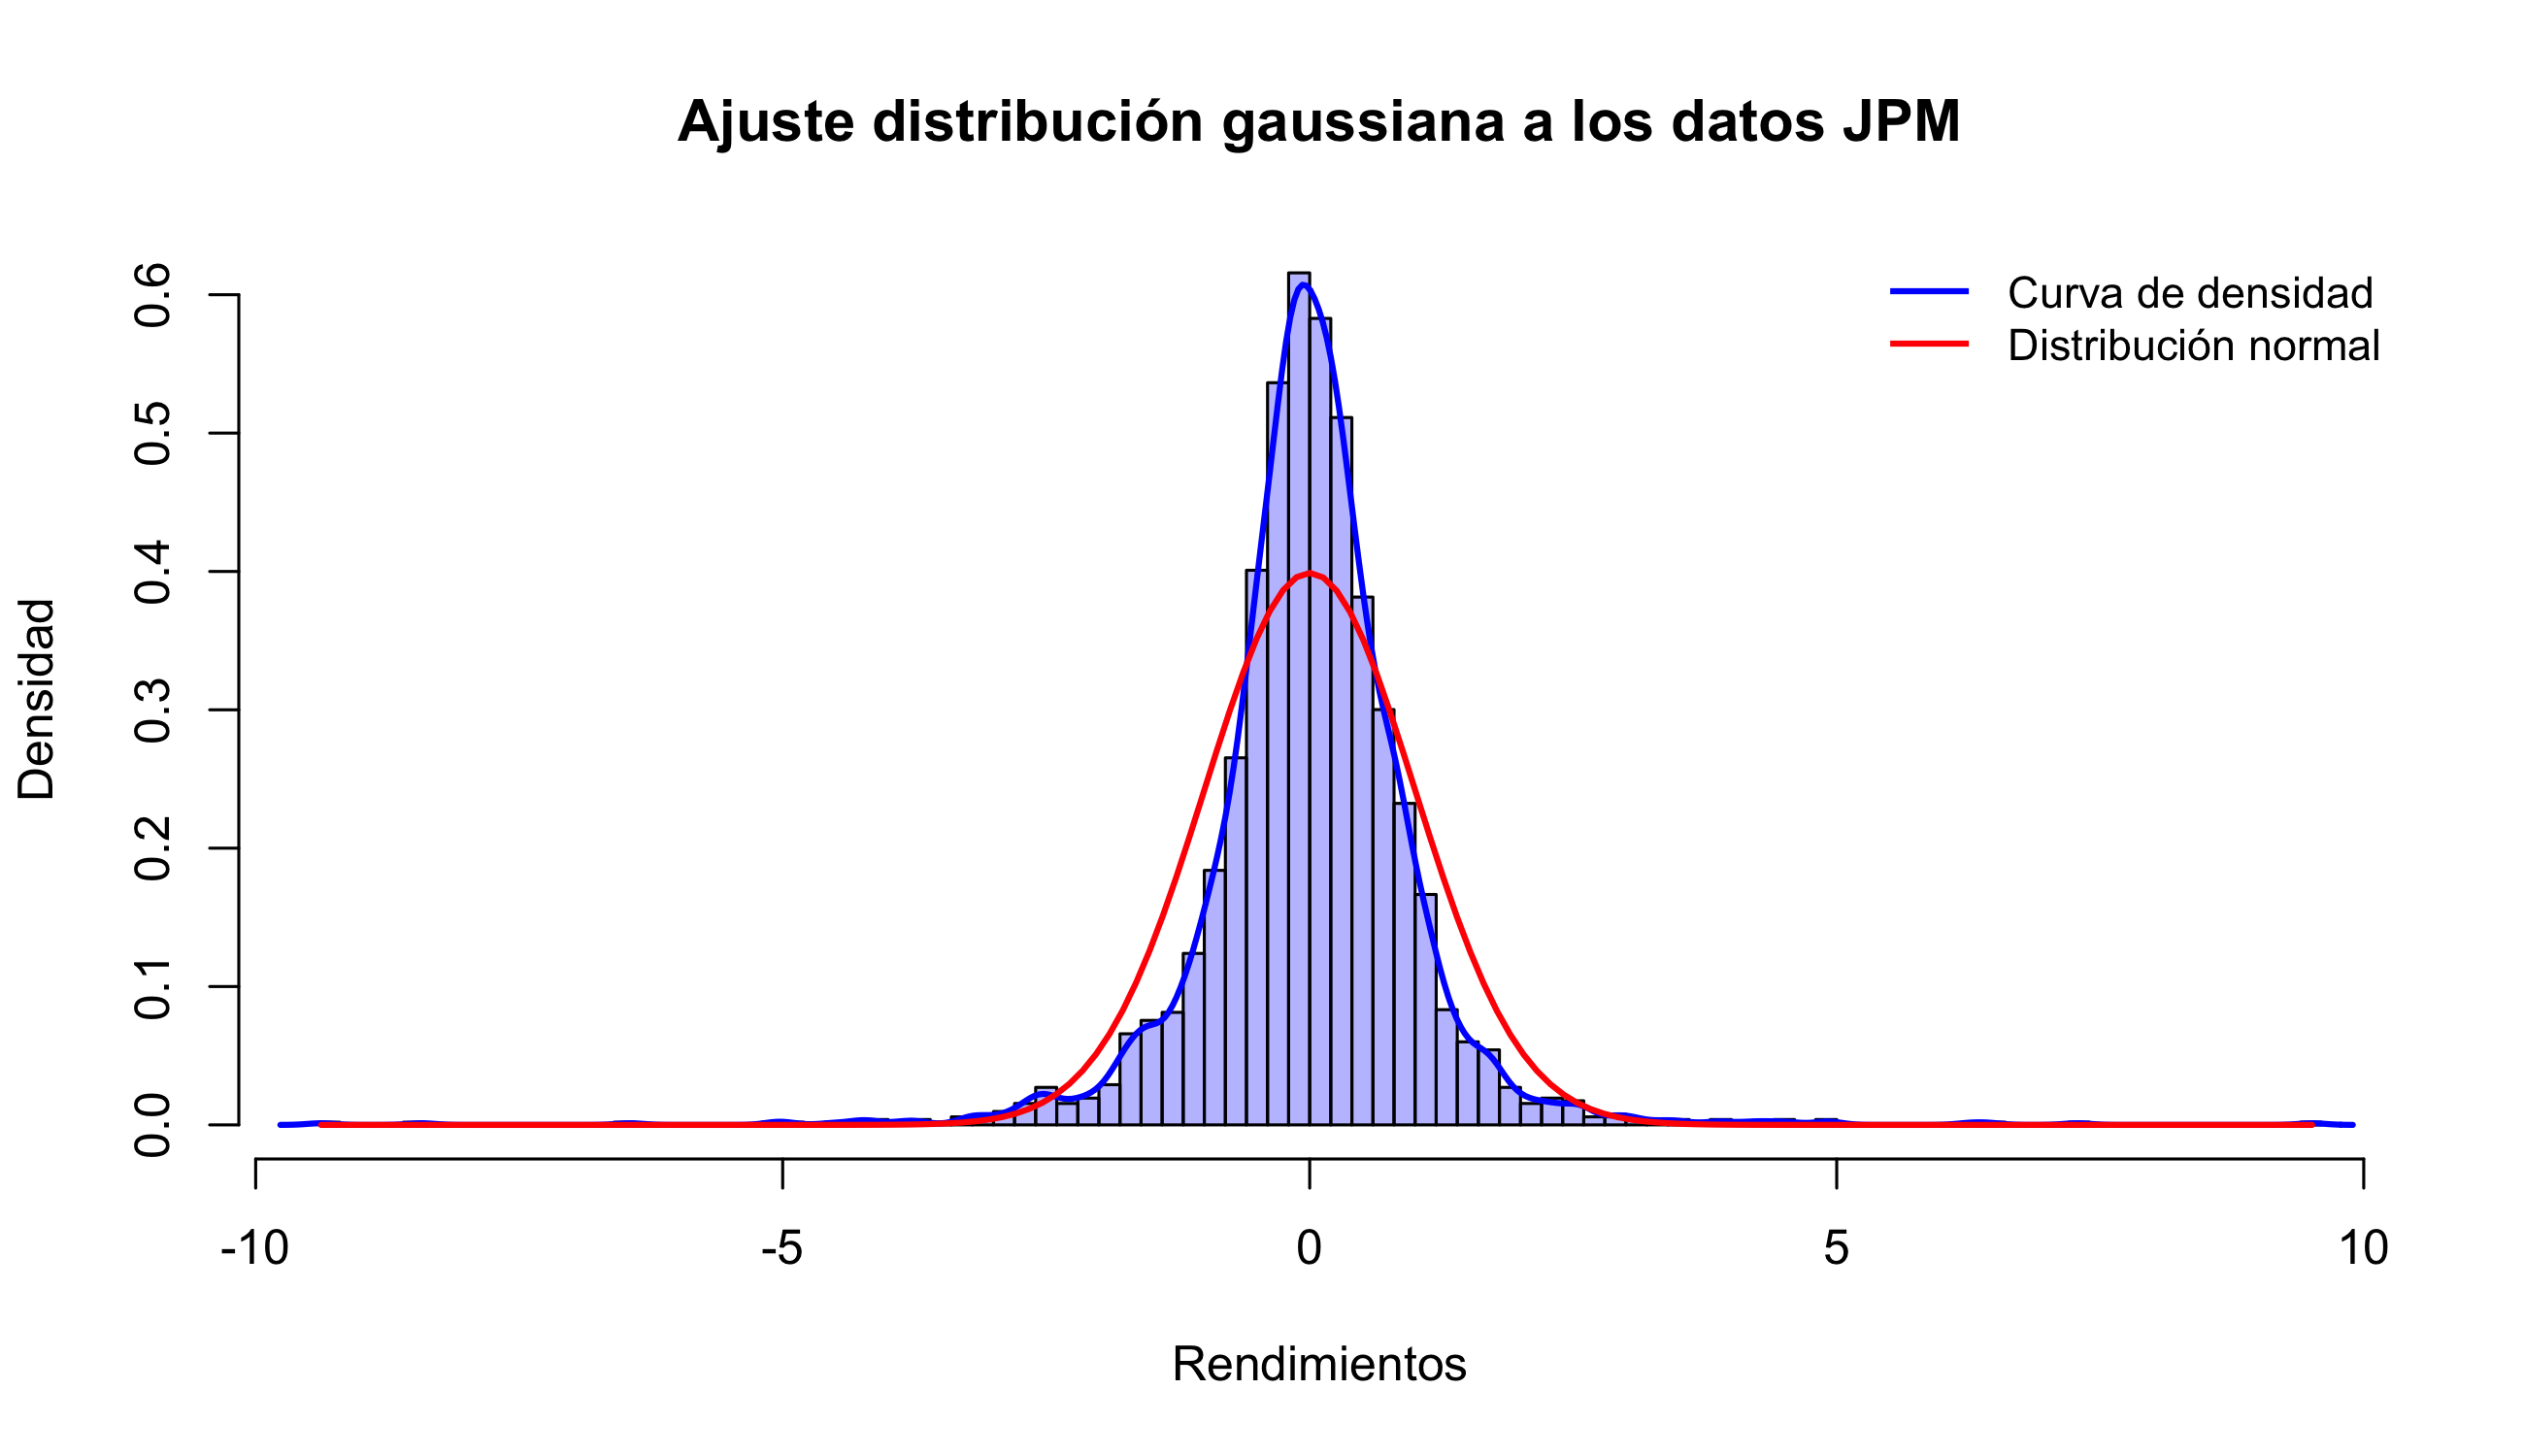 Ajuste distribución gaussiana a los datos JPM
Curva de densidad
Distribución normal
Densidad
0.6
0.5
0.4
0.3
0.2
0.1
0.0
-10 -5 0 5 10
Rendimientos